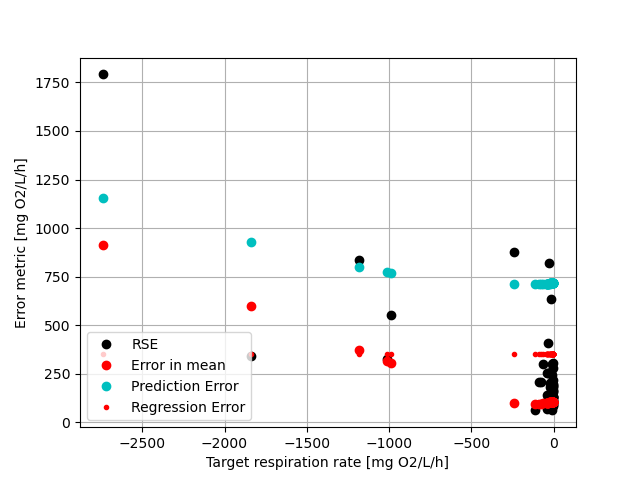 1750
1500
1250
1000
750
500
250
0
Error metric [mg O2/L/h]
RSE
Error in mean
Prediction Error
Regression Error
−2500 −2000 −1500 −1000 −500 0
Target respiration rate [mg O2/L/h]